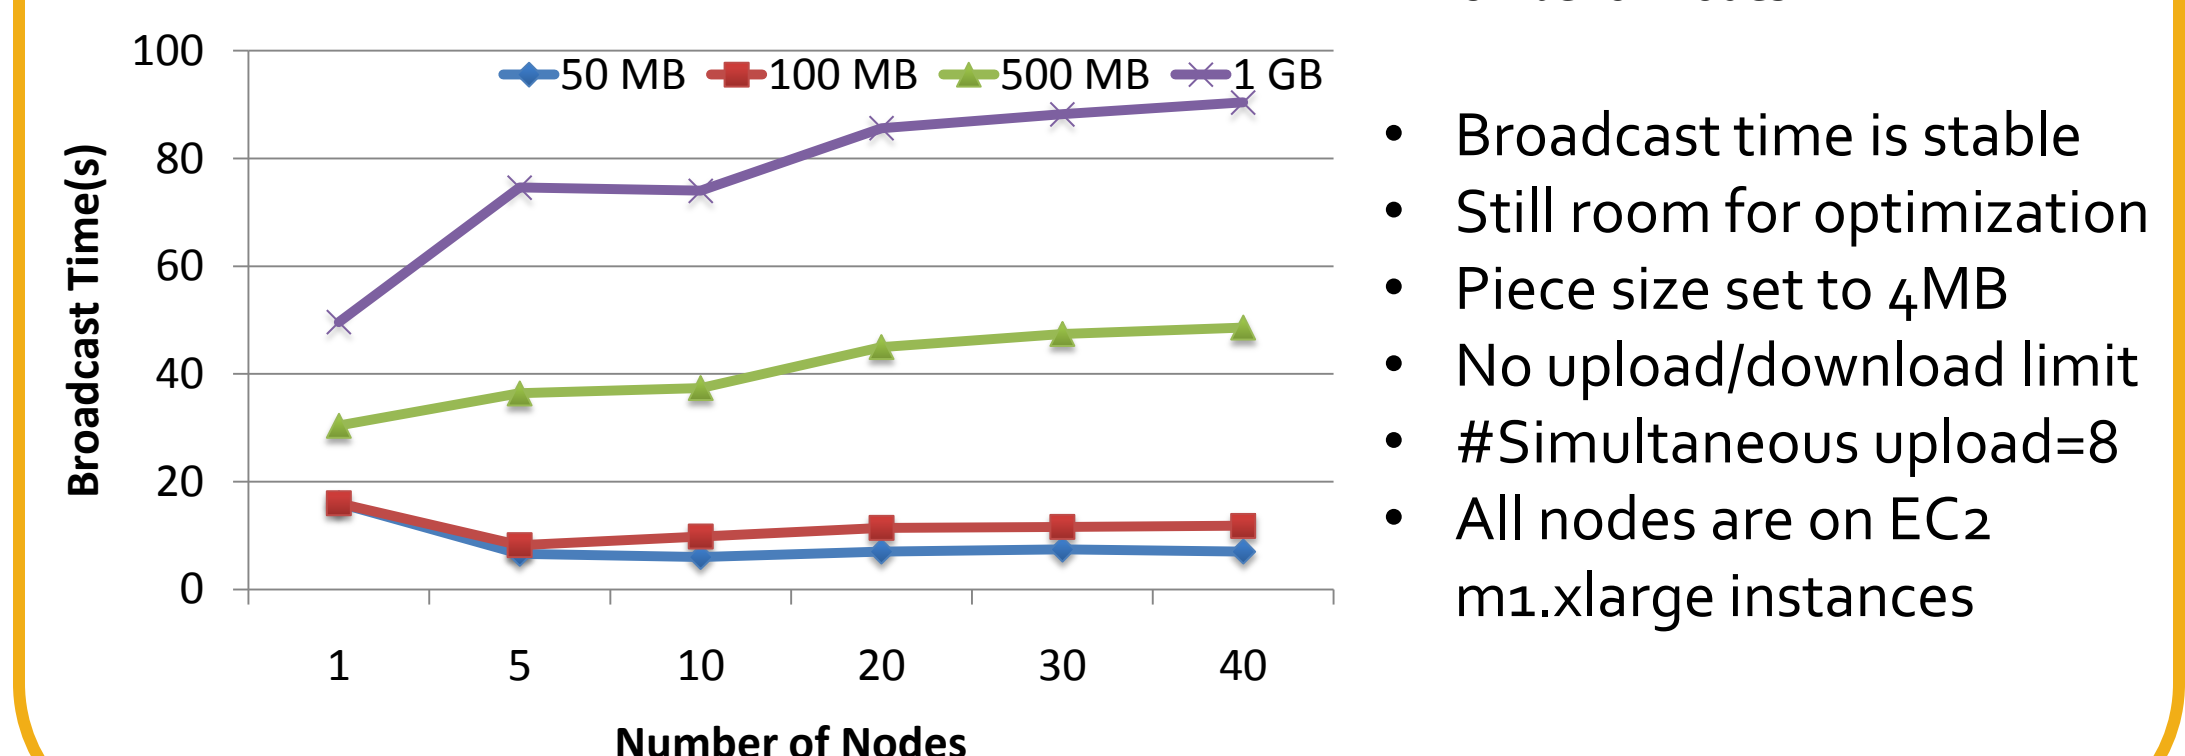 100
50 MB 100 MB 500 MB 1 GB
80
60
40
20
0
Broadcast Time(s)
1 5 10 20 30 40
Number of Nodes
• Broadcast time is stable
• Still room for optimization
• Piece size set to 4MB
• No upload/download limit
• #Simultaneous upload=8
• All nodes are on EC2
m1.xlarge instances